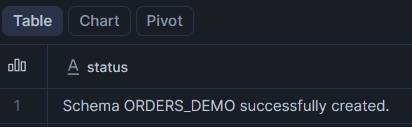 Table Chart Pivot
A status
1 Schema ORDERS_DEMO successfully created.